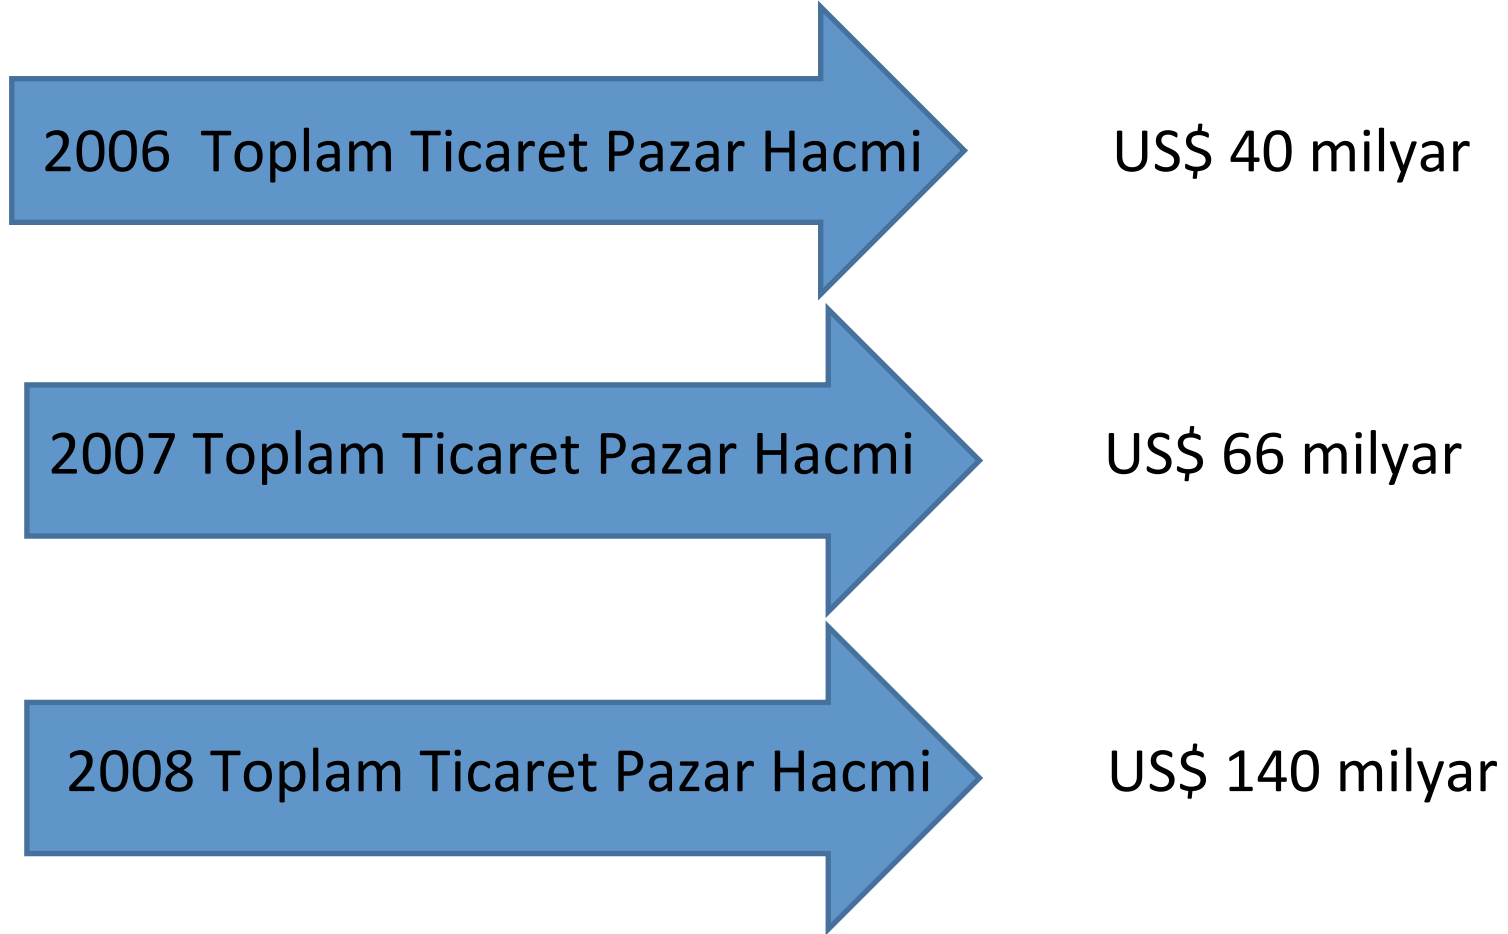 2006  Toplam Ticaret Pazar Hacmi US$ 40 milyar
2007 Toplam Ticaret Pazar Hacmi US$ 66 milyar
2008 Toplam Ticaret Pazar Hacmi US$ 140 milyar